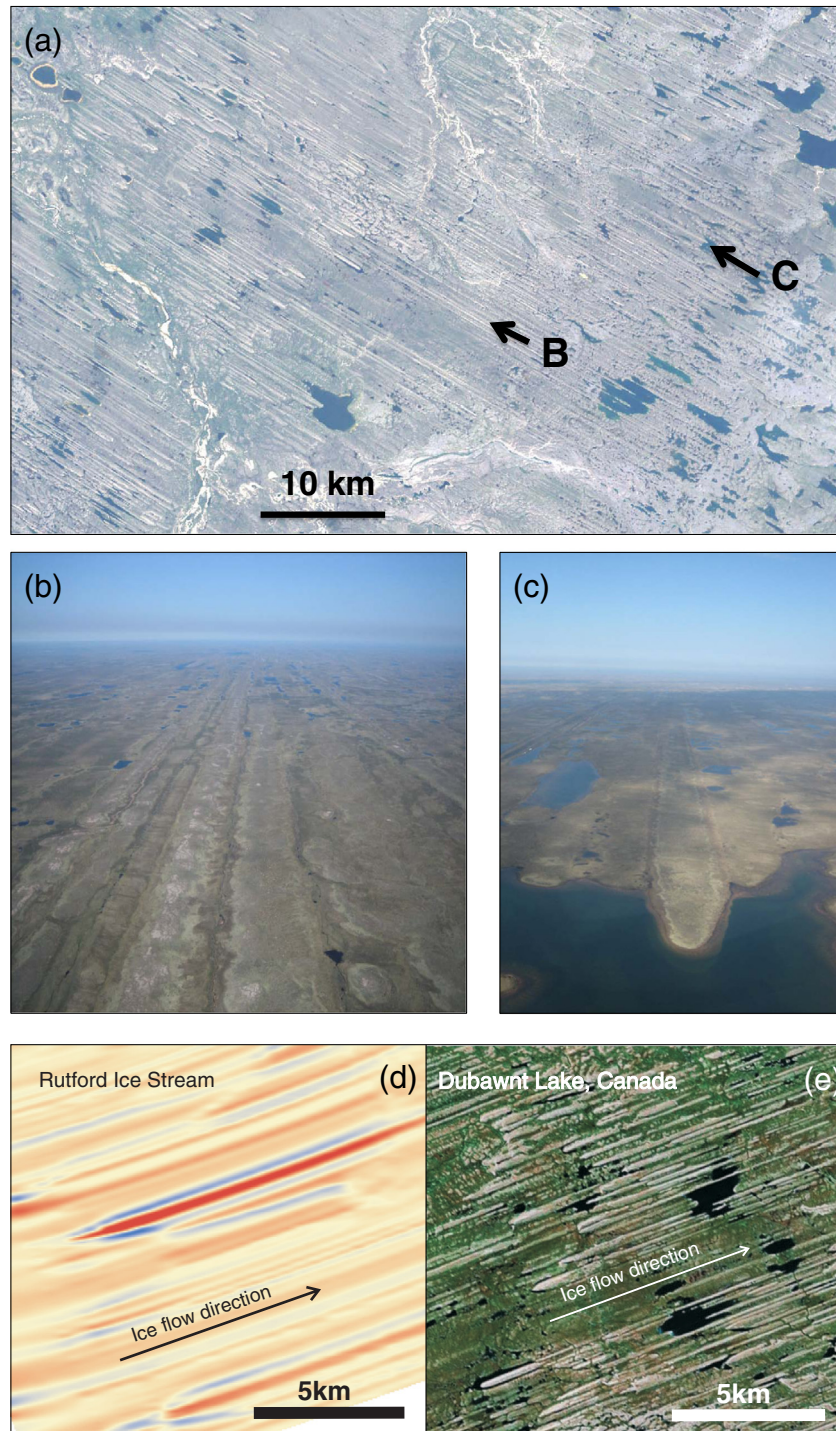 (a)
C
B
10 km
(b)
(c)
Rutford Ice Stream
(d)
Ice flow direction
5km
Dubawnt Lake, Canada
(e)
Ice flow direction
5km